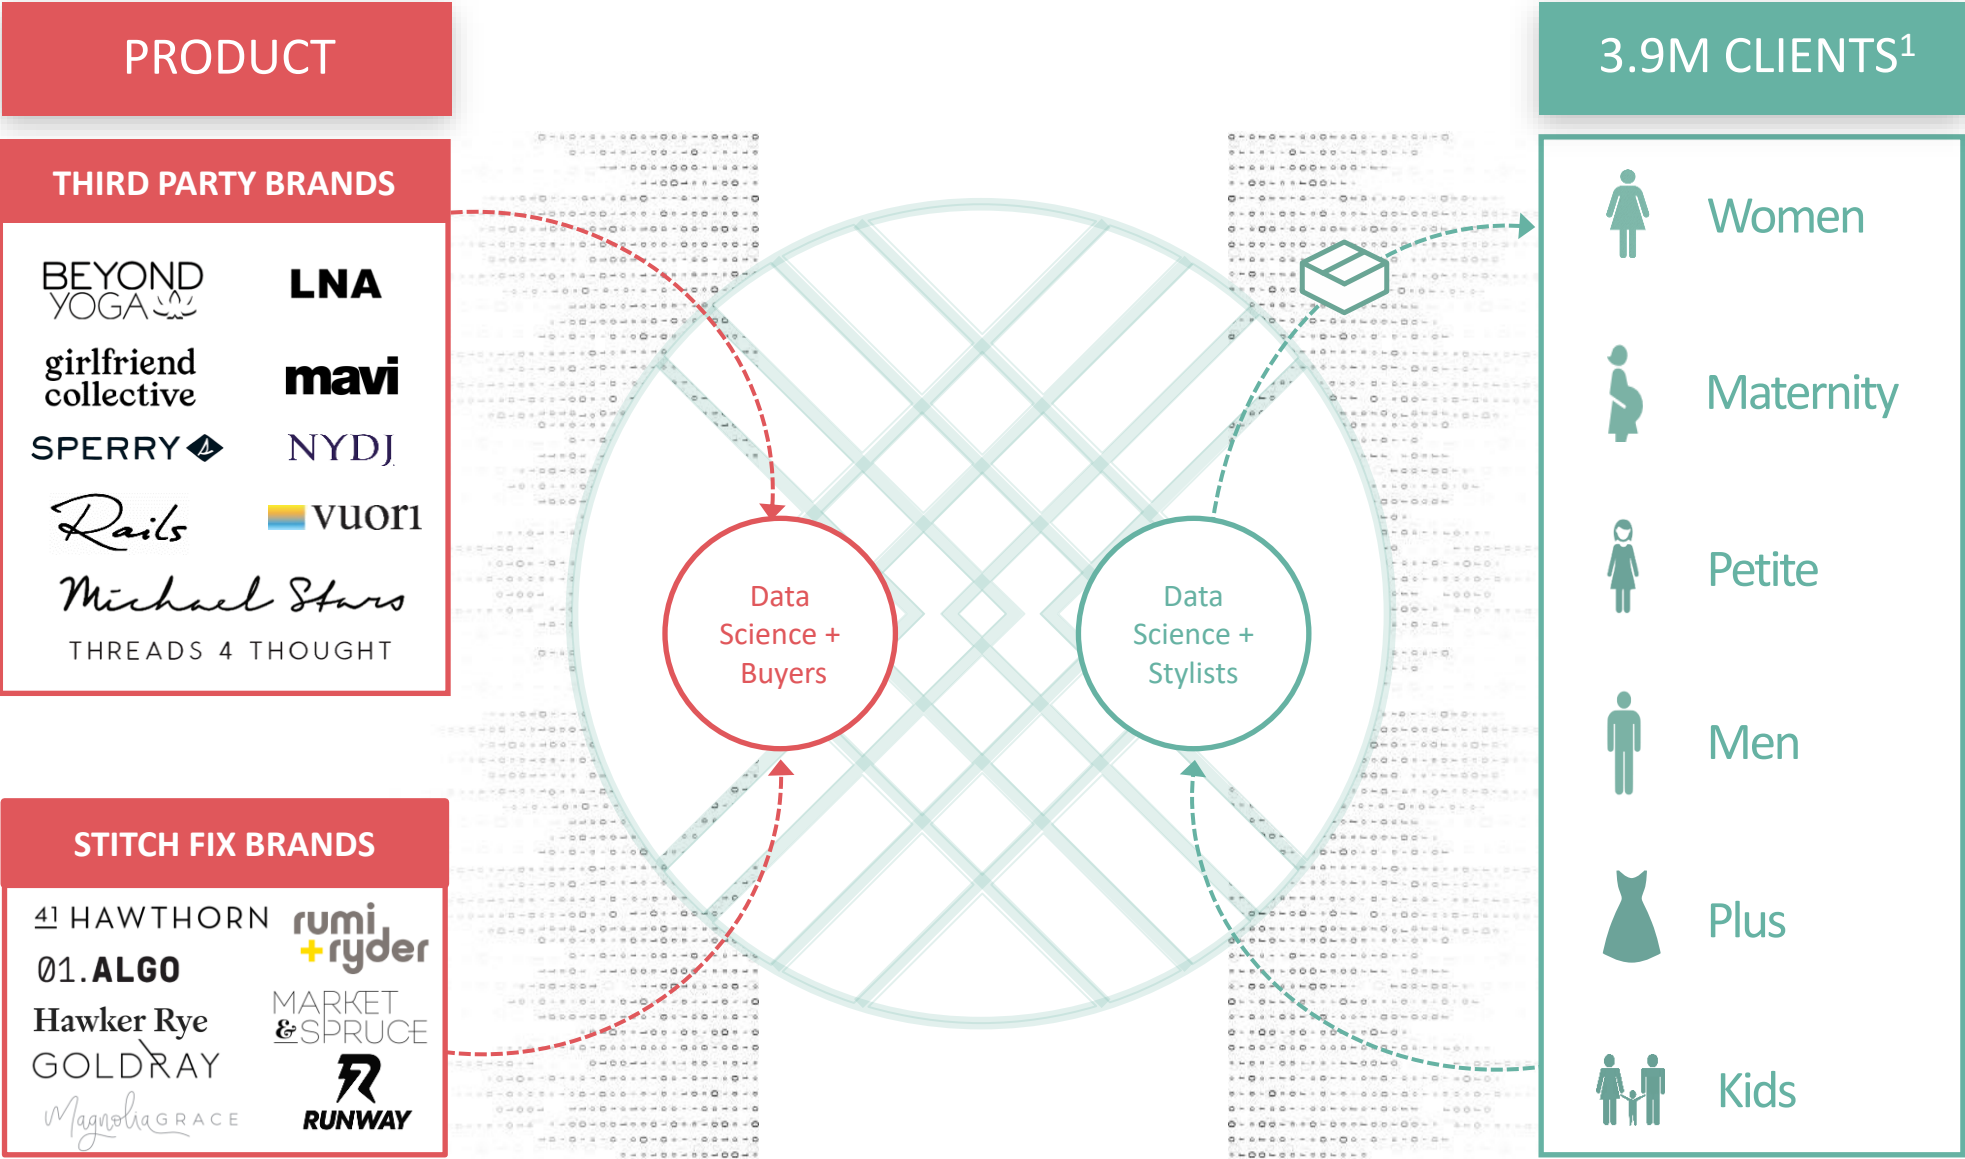 PRODUCT
THIRD PARTY BRANDS
BEYOND
YOGA
LNA
girlfriend
collective
mavi
SPERRY
NYDJ
Rails
vuori
Michael Stars
THREADS 4 THOUGHT
STITCH FIX BRANDS
41 HAWTHORN
rumi
+ryder
01.ALGO
Hawker Rye
MARKET
&SPRUCE
GOLDRAY
MagnoliaGRACE
RUNWAY
Data
Science +
Buyers
Data
Science +
Stylists
3.9M CLIENTS¹
Women
Maternity
Petite
Men
Plus
Kids